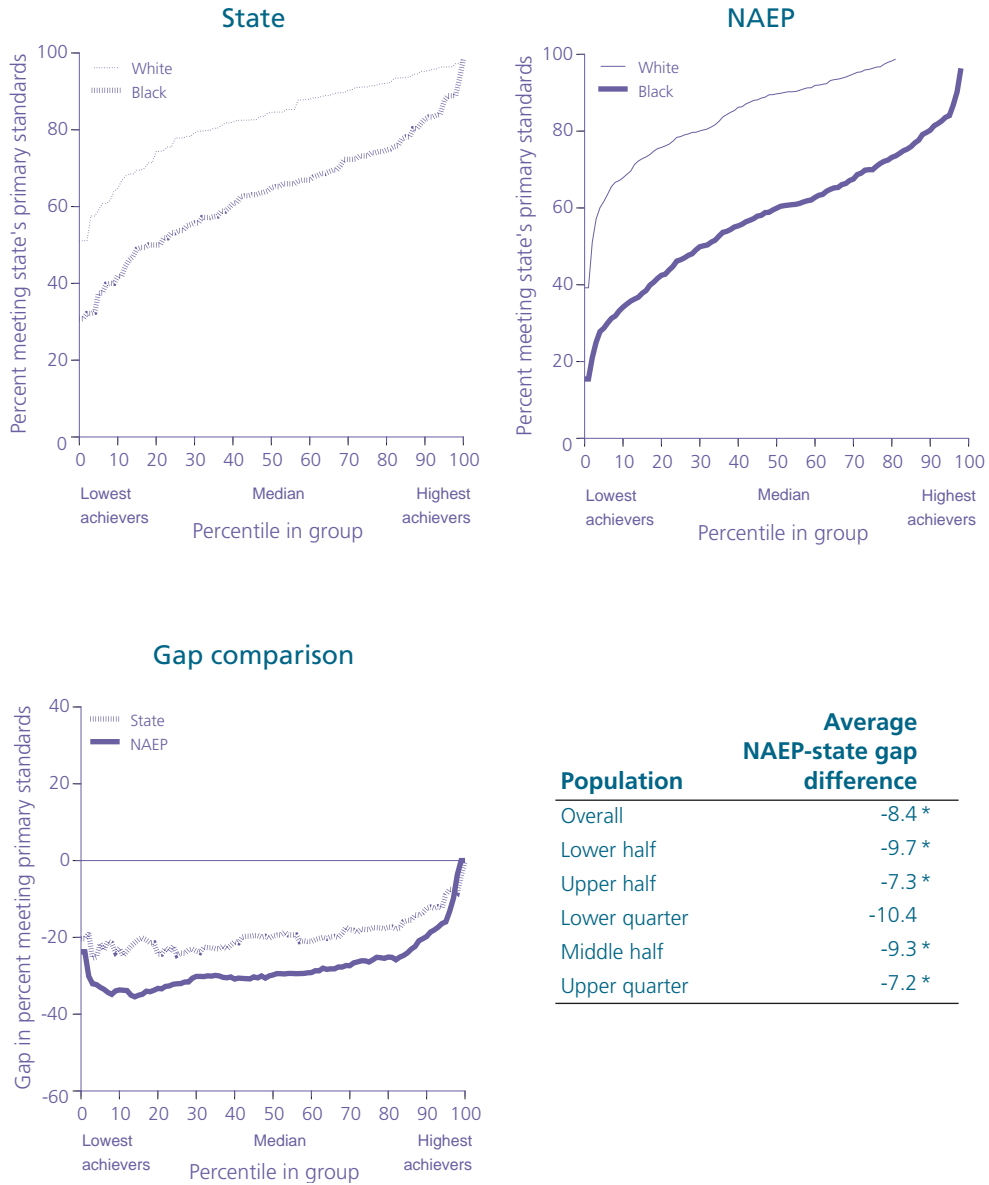 State
Percent meeting state's primary standards
100
80
60
40
20
0
White
Black
0 10 20 30 40 50 60 70 80 90 100
Lowest achievers
Median
Highest achievers
Percentile in group
NAEP
Percent meeting state's primary standards
100
80
60
40
20
0
White
Black
0 10 20 30 40 50 60 70 80 90 100
Lowest achievers
Median
Highest achievers
Percentile in group
Gap comparison
Gap in percent meeting primary standards
40
20
0
-20
-40
-60
State
NAEP
0 10 20 30 40 50 60 70 80 90 100
Lowest achievers
Median
Highest achievers
Percentile in group
Average
NAEP-state gap
Population difference
Overall -8.4 *
Lower half -9.7 *
Upper half -7.3 *
Lower quarter -10.4
Middle half -9.3 *
Upper quarter -7.2 *